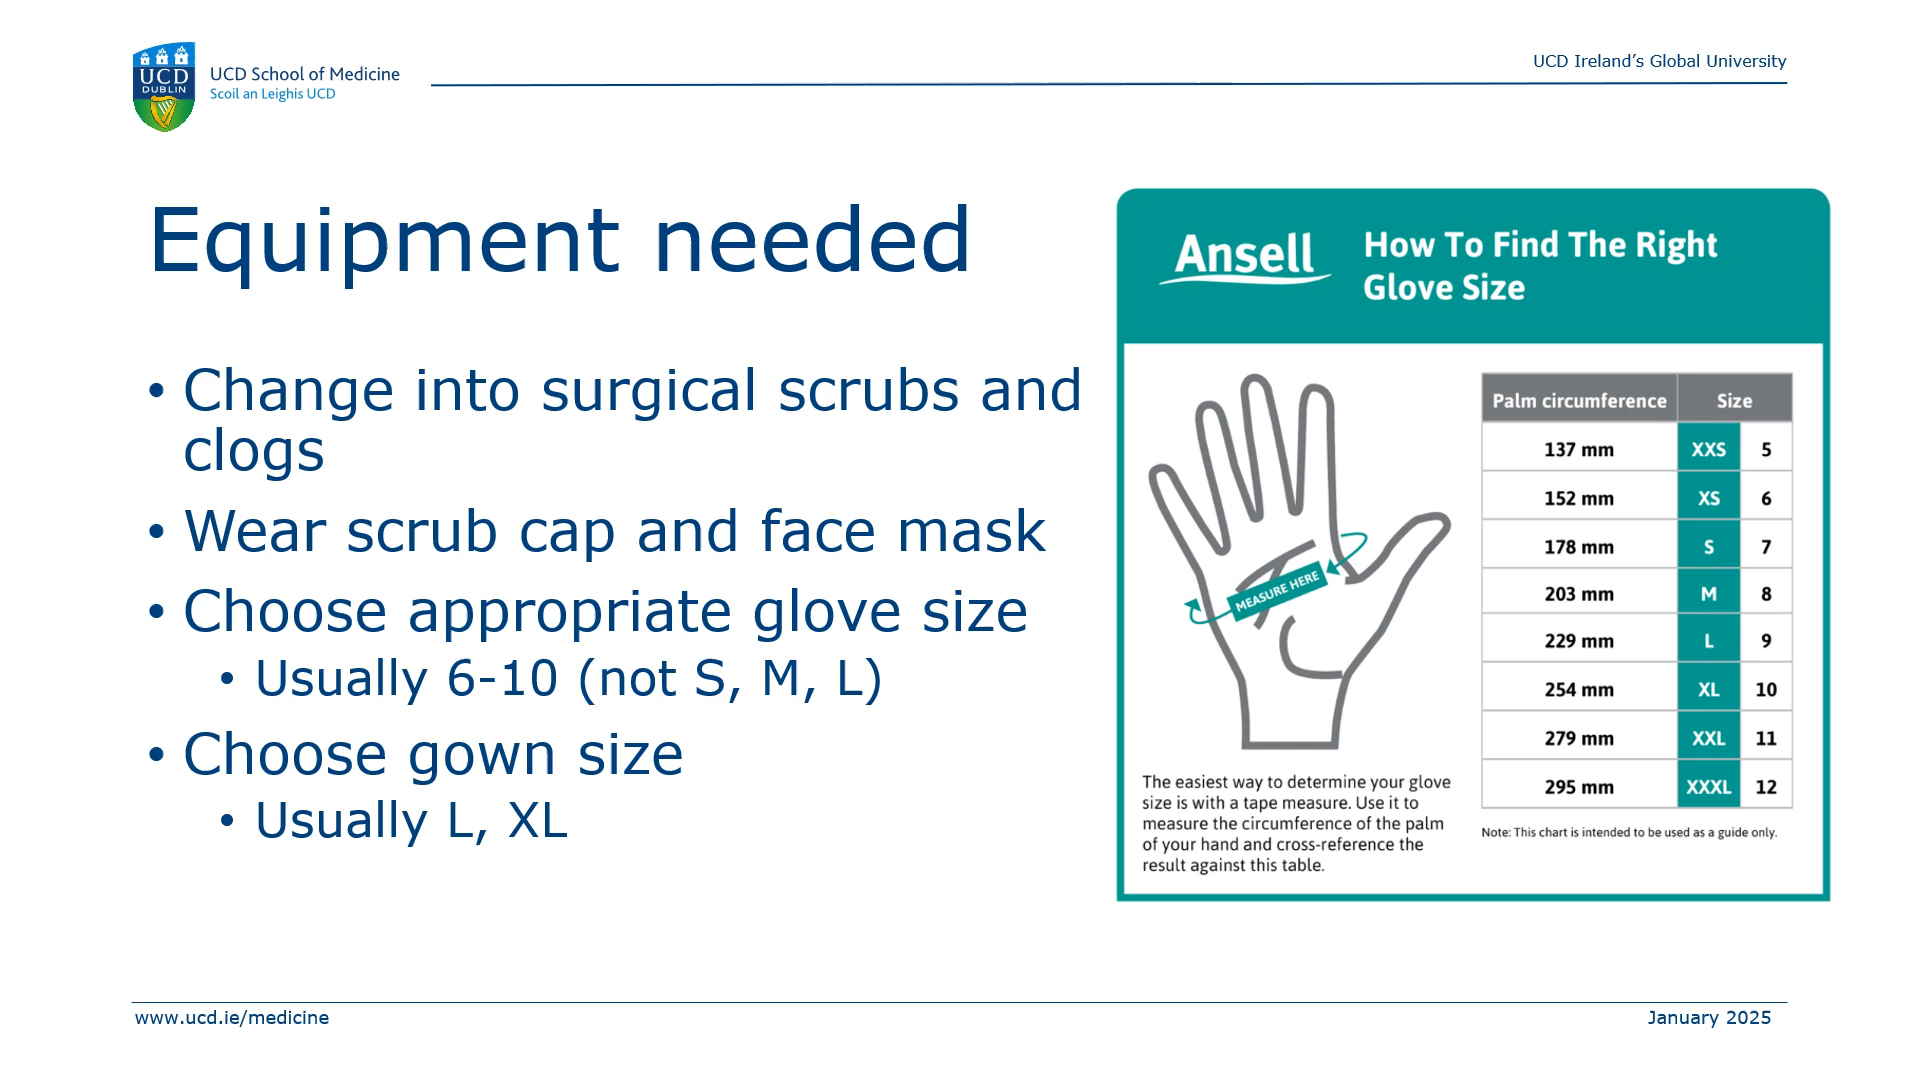 UCD
DUBLIN
UCD School of Medicine
Scoil an Leighis UCD
UCD Ireland's Global University
Equipment needed
• Change into surgical scrubs and
clogs
• Wear scrub cap and face mask
• Choose appropriate glove size
• Usually 6-10 (not S, M, L)
• Choose gown size
• Usually L, XL
Ansell
How To Find The Right
Glove Size
MEASURE HERE
The easiest way to determine your glove
size is with a tape measure. Use it to
measure the circumference of the palm
of your hand and cross-reference the
result against this table.
Palm circumference Size
137 mm XXS 5
152 mm XS 6
178 mm S 7
203 mm M 8
229 mm L 9
254 mm XL 10
279 mm XXL 11
295 mm XXXL 12
Note: This chart is intended to be used as a guide only.
www.ucd.ie/medicine
January 2025